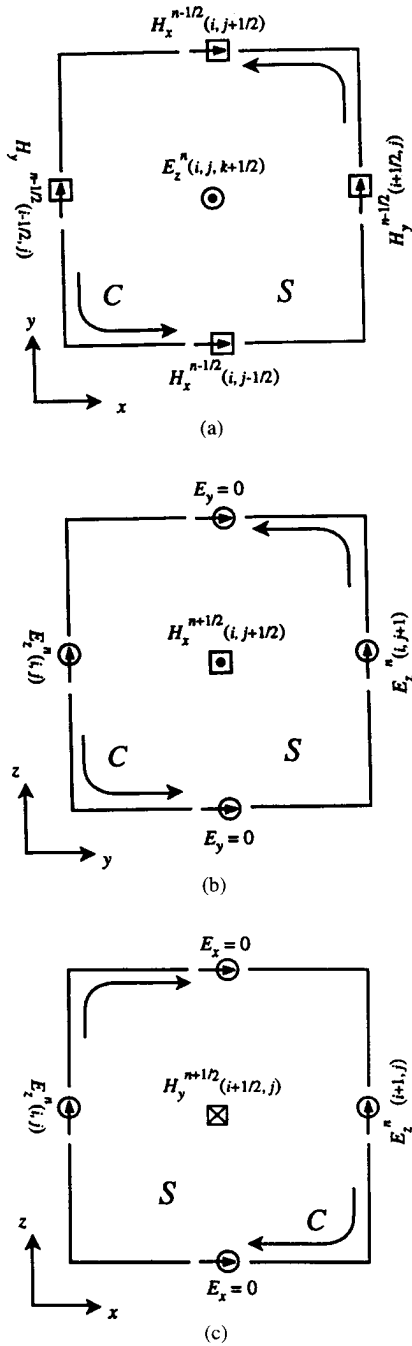 H_x^{n-1/2}(i, j+1/2)
H_y^{n-1/2}(i-1/2, j)
E_z^n(i, j, k+1/2)
H_y^{n-1/2}(i+1/2, j)
C
S
H_x^{n-1/2}(i, j-1/2)
y
x
(a)
E_y = 0
E_z^n(i, j)
H_x^{n+1/2}(i, j+1/2)
E_z^n(i, j+1)
C
S
E_y = 0
z
y
(b)
E_x = 0
E_z^n(i, j)
H_y^{n+1/2}(i+1/2, j)
E_z^n(i+1, j)
S
C
E_x = 0
z
x
(c)